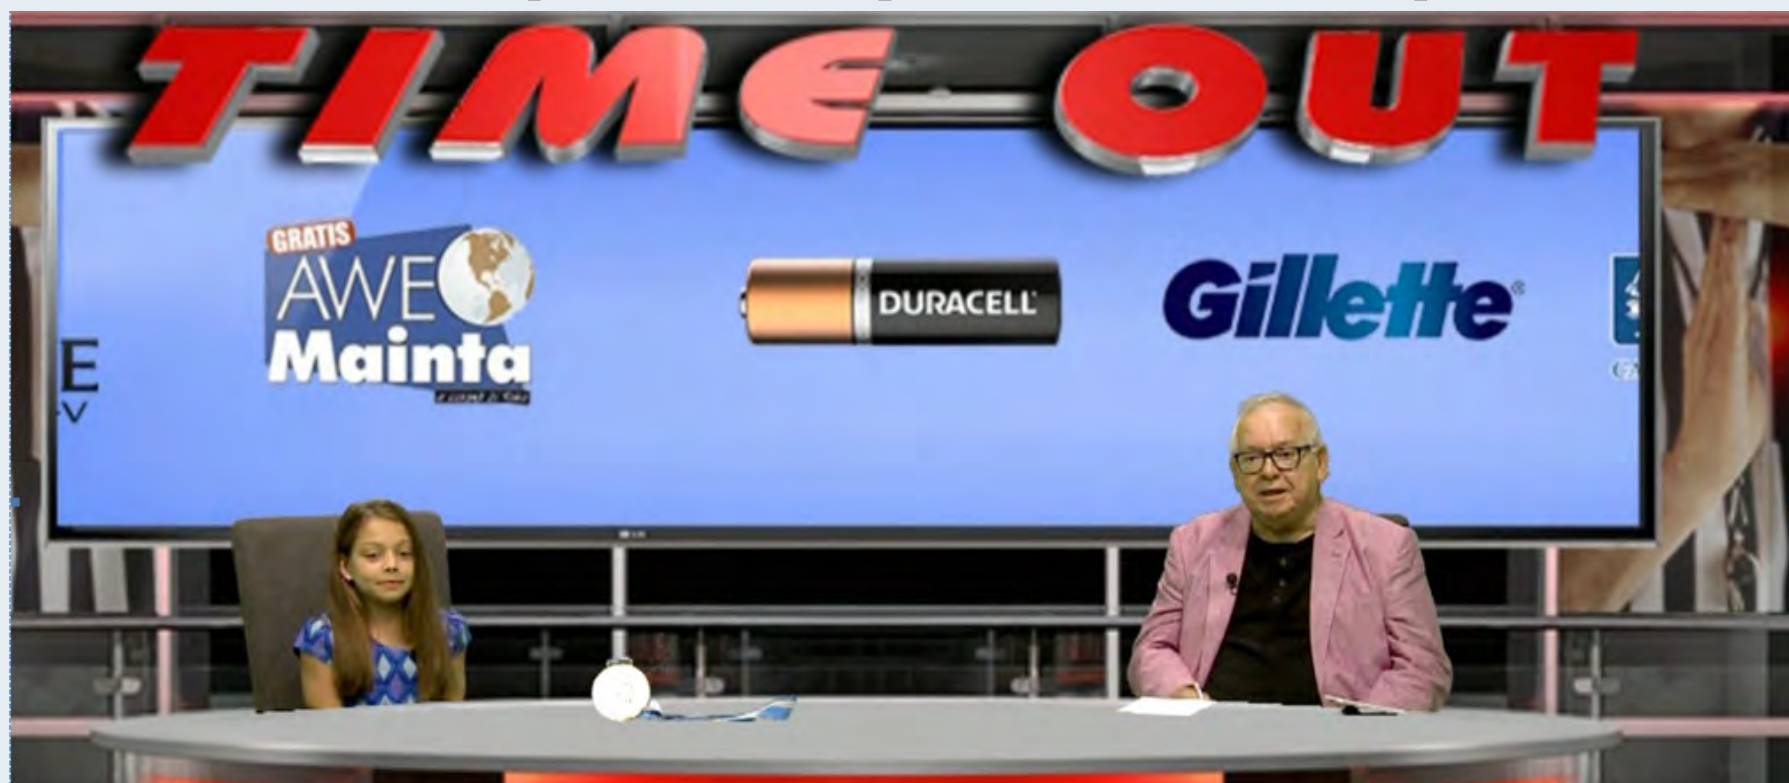 TIME OUT
GRATIS
AWE
Mainta
DURACELL
Gillette®
E
V